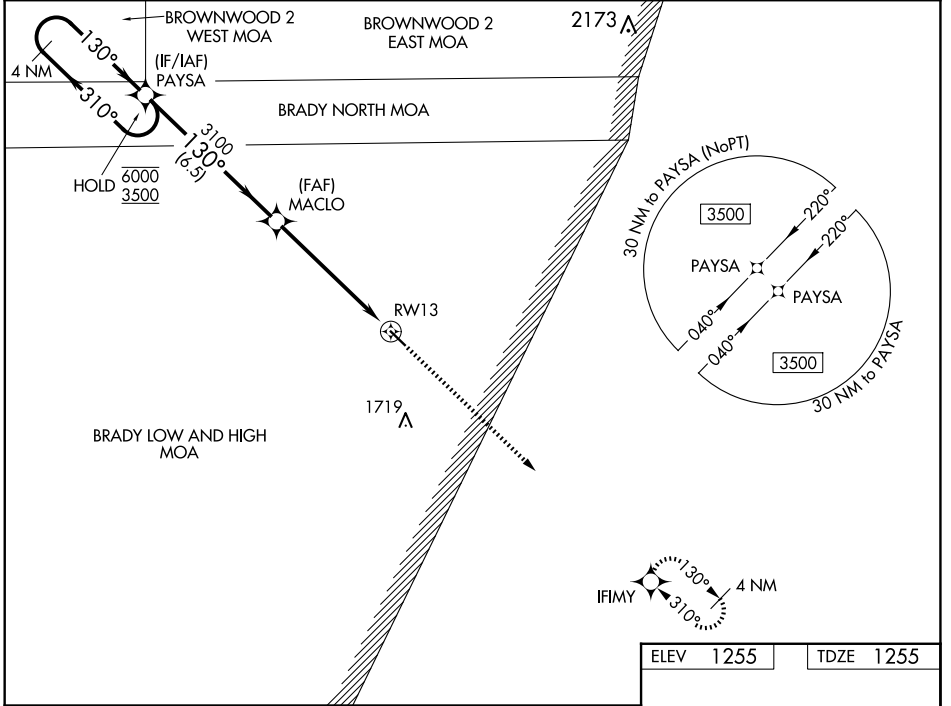 BROWNWOOD 2
WEST MOA
BROWNWOOD 2
EAST MOA
2173
130°
4 NM
310°
(IF/IAF)
PAYSA
BRADY NORTH MOA
3100
130°
(6.5)
HOLD
6000
3500
(FAF)
MACLO
RW13
1719
BRADY LOW AND HIGH
MOA
30 NM to PAYSA (NoPT)
3500
220°
220°
PAYSA
PAYSA
040°
040°
3500
30 NM to PAYSA
IFIMY
130°
310°
4 NM
ELEV 1255
TDZE 1255